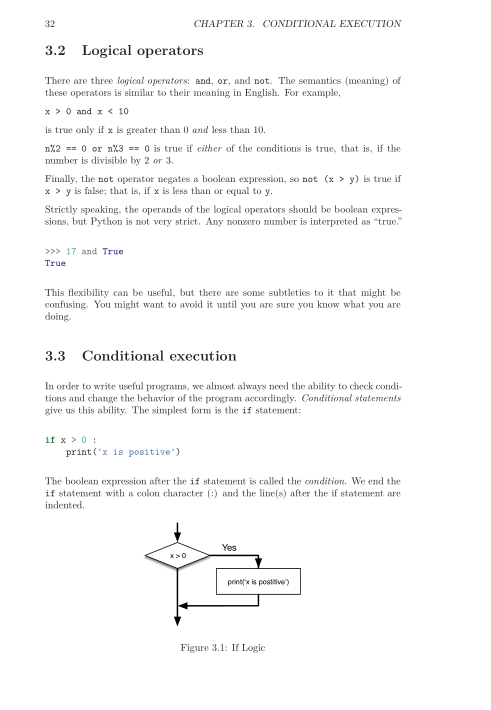 32 CHAPTER 3. CONDITIONAL EXECUTION
3.2 Logical operators
There are three logical operators: and, or, and not. The semantics (meaning) of
these operators is similar to their meaning in English. For example,
x > 0 and x < 10
is true only if x is greater than 0 and less than 10.
n%2 == 0 or n%3 == 0 is true if either of the conditions is true, that is, if the
number is divisible by 2 or 3.
Finally, the not operator negates a boolean expression, so not (x > y) is true if
x > y is false; that is, if x is less than or equal to y.
Strictly speaking, the operands of the logical operators should be boolean expres-
sions, but Python is not very strict. Any nonzero number is interpreted as “true.”
>>> 17 and True
True
This flexibility can be useful, but there are some subtleties to it that might be
confusing. You might want to avoid it until you are sure you know what you are
doing.
3.3 Conditional execution
In order to write useful programs, we almost always need the ability to check condi-
tions and change the behavior of the program accordingly. Conditional statements
give us this ability. The simplest form is the if statement:
if x > 0 :
    print('x is positive')
The boolean expression after the if statement is called the condition. We end the
if statement with a colon character (:) and the line(s) after the if statement are
indented.
Yes
x > 0
print('x is postitive')
Figure 3.1: If Logic